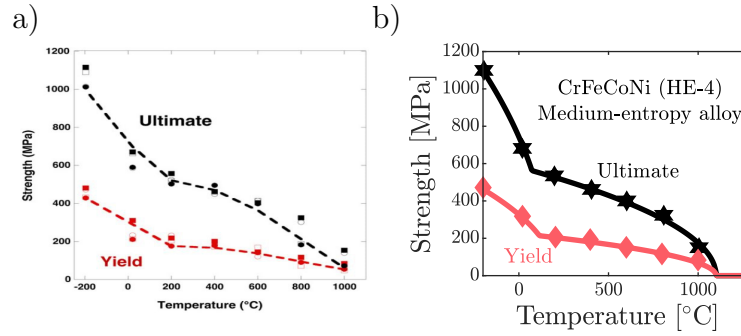 a)
1200
1000
800
600
400
200
0
Strength (MPa)
Ultimate
Yield
-200 0 200 400 600 800 1000
Temperature (°C)
b)
1200
1000
800
600
400
200
0
Strength [MPa]
CrFeCoNi (HE-4)
Medium-entropy alloy
Ultimate
Yield
0 500 1000
Temperature [°C]